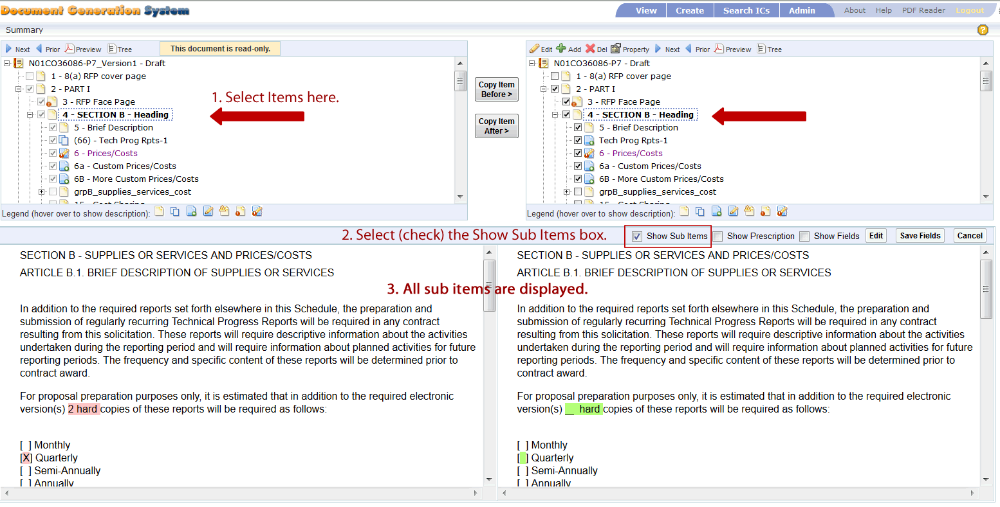 Document Generation System
View Create Search ICs Admin About Help PDF Reader Logout
Summary
Next Prior Preview Tree This document is read-only.
N01CO36086-P7_Version1 - Draft
1 - 8(a) RFP cover page
2 - PART I
3 - RFP Face Page
4 - SECTION B - Heading
5 - Brief Description
(66) - Tech Prog Rpts-1
6 - Prices/Costs
6a - Custom Prices/Costs
6B - More Custom Prices/Costs
grpB_supplies_services_cost
15 - Cost Sharing
Legend (hover over to show description):
1. Select Items here.
Copy Item
Before >
Copy Item
After >
Edit Add Del Property Next Prior Preview Tree
N01CO36086-P7 - Draft
1 - 8(a) RFP cover page
2 - PART I
3 - RFP Face Page
4 - SECTION B - Heading
5 - Brief Description
Tech Prog Rpts-1
6 - Prices/Costs
6a - Custom Prices/Costs
6B - More Custom Prices/Costs
grpB_supplies_services_cost
15 - Cost Sharing
Legend (hover over to show description):
2. Select (check) the Show Sub Items box. Show Sub Items Show Prescription Show Fields Edit Save Fields Cancel
SECTION B - SUPPLIES OR SERVICES AND PRICES/COSTS
ARTICLE B.1. BRIEF DESCRIPTION OF SUPPLIES OR SERVICES
3. All sub items are displayed.
In addition to the required reports set forth elsewhere in this Schedule, the preparation and
submission of regularly recurring Technical Progress Reports will be required in any contract
resulting from this solicitation. These reports will require descriptive information about the activities
undertaken during the reporting period and will require information about planned activities for future
reporting periods. The frequency and specific content of these reports will be determined prior to
contract award.
For proposal preparation purposes only, it is estimated that in addition to the required electronic
version(s) 2 hard copies of these reports will be required as follows:
[ ] Monthly
[X] Quarterly
[ ] Semi-Annually
[ ] Annually
SECTION B - SUPPLIES OR SERVICES AND PRICES/COSTS
ARTICLE B.1. BRIEF DESCRIPTION OF SUPPLIES OR SERVICES
In addition to the required reports set forth elsewhere in this Schedule, the preparation and
submission of regularly recurring Technical Progress Reports will be required in any contract
resulting from this solicitation. These reports will require descriptive information about the activities
undertaken during the reporting period and will require information about planned activities for future
reporting periods. The frequency and specific content of these reports will be determined prior to
contract award.
For proposal preparation purposes only, it is estimated that in addition to the required electronic
version(s) __ hard copies of these reports will be required as follows:
[ ] Monthly
[ ] Quarterly
[ ] Semi-Annually
[ ] Annually